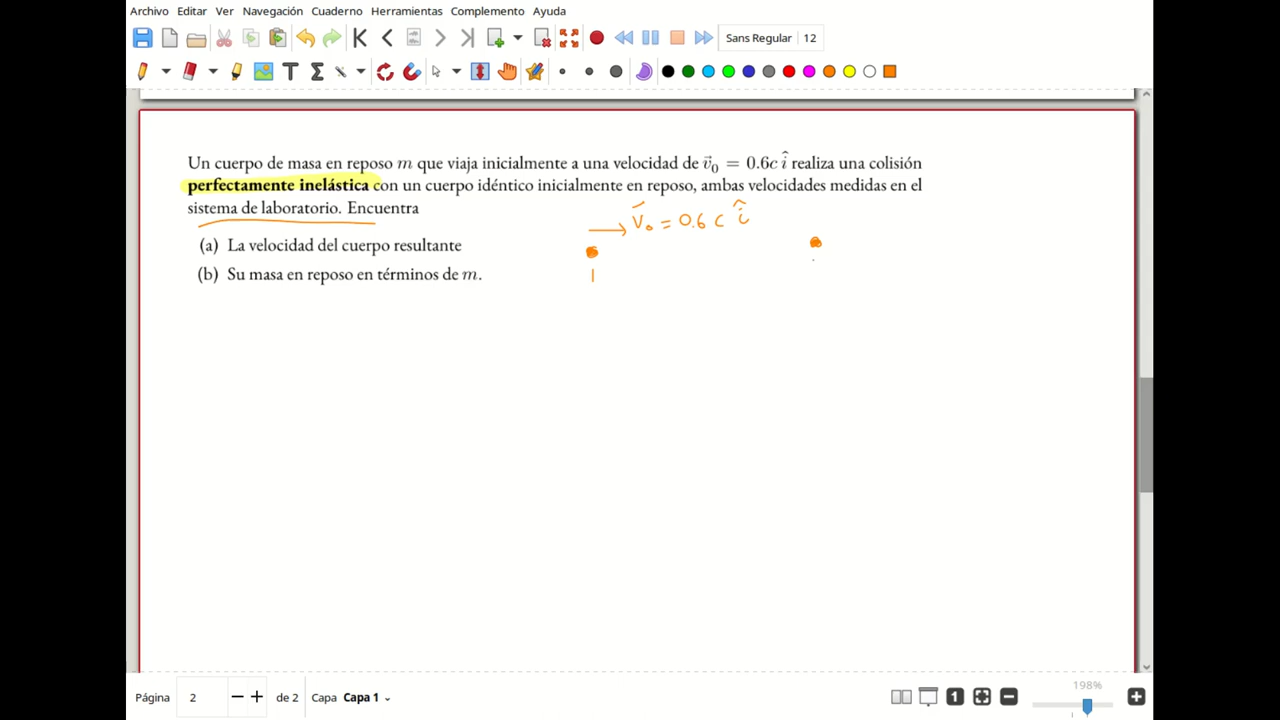 Archivo Editar Ver Navegación Cuaderno Herramientas Complemento Ayuda
Sans Regular 12
Un cuerpo de masa en reposo m que viaja inicialmente a una velocidad de v⃗₀ = 0.6c î realiza una colisión
perfectamente inelástica con un cuerpo idéntico inicialmente en reposo, ambas velocidades medidas en el
sistema de laboratorio. Encuentra
v⃗₀ = 0.6 c î
(a) La velocidad del cuerpo resultante
(b) Su masa en reposo en términos de m.
1
Página 2 de 2 Capa Capa 1
198%